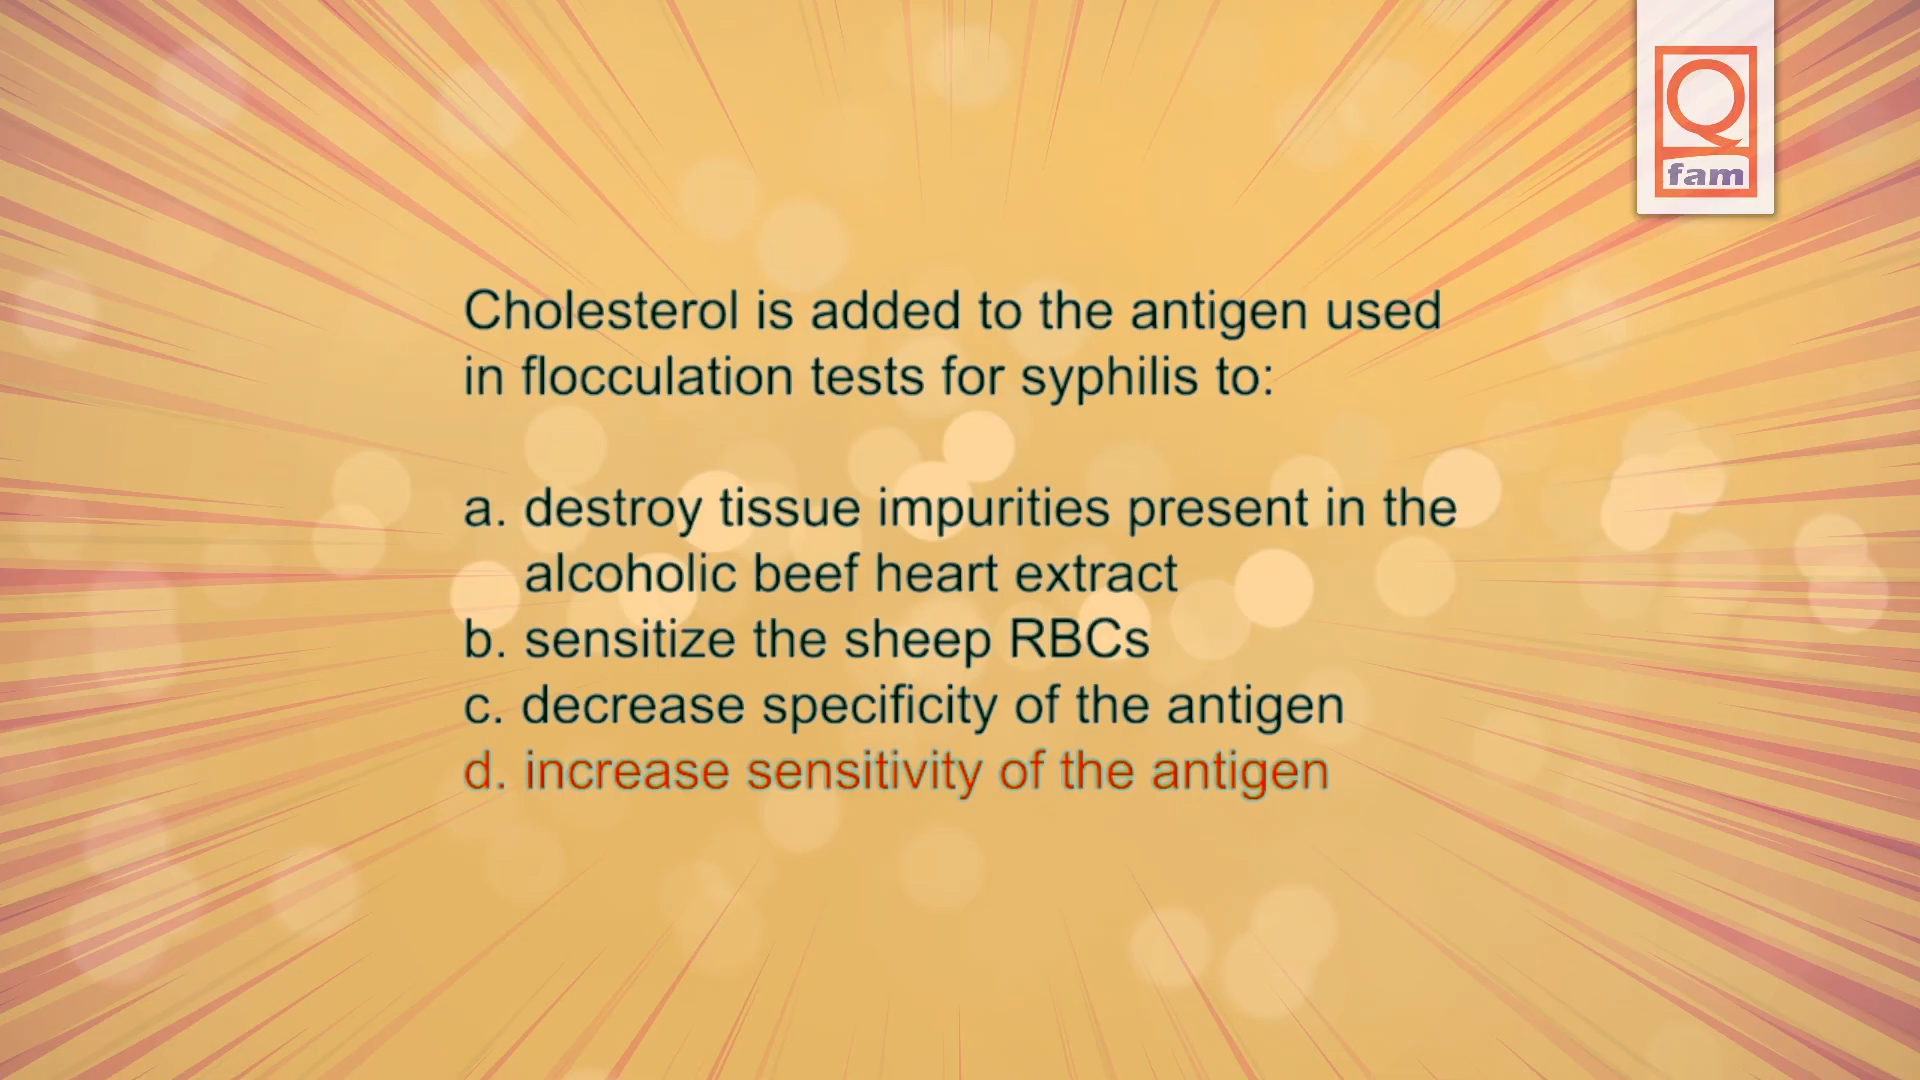 Q
fam
Cholesterol is added to the antigen used
in flocculation tests for syphilis to:
a. destroy tissue impurities present in the
alcoholic beef heart extract
b. sensitize the sheep RBCs
c. decrease specificity of the antigen
d. increase sensitivity of the antigen